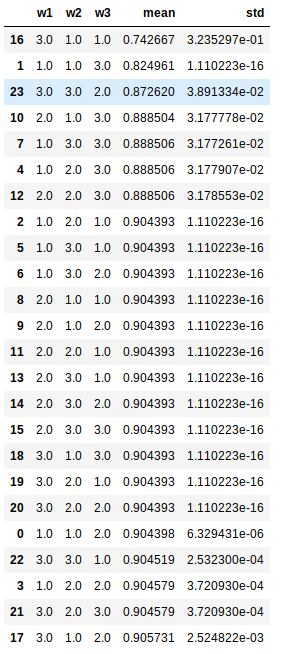 w1 w2 w3 mean std
16 3.0 1.0 1.0 0.742667 3.235297e-01
1 1.0 1.0 3.0 0.824961 1.110223e-16
23 3.0 3.0 2.0 0.872620 3.891334e-02
10 2.0 1.0 3.0 0.888504 3.177778e-02
7 1.0 3.0 3.0 0.888506 3.177261e-02
4 1.0 2.0 3.0 0.888506 3.177907e-02
12 2.0 2.0 3.0 0.888506 3.178553e-02
2 1.0 2.0 1.0 0.904393 1.110223e-16
5 1.0 3.0 1.0 0.904393 1.110223e-16
6 1.0 3.0 2.0 0.904393 1.110223e-16
8 2.0 1.0 1.0 0.904393 1.110223e-16
9 2.0 1.0 2.0 0.904393 1.110223e-16
11 2.0 2.0 1.0 0.904393 1.110223e-16
13 2.0 3.0 1.0 0.904393 1.110223e-16
14 2.0 3.0 2.0 0.904393 1.110223e-16
15 2.0 3.0 3.0 0.904393 1.110223e-16
18 3.0 1.0 3.0 0.904393 1.110223e-16
19 3.0 2.0 1.0 0.904393 1.110223e-16
20 3.0 2.0 2.0 0.904393 1.110223e-16
0 1.0 1.0 2.0 0.904398 6.329431e-06
22 3.0 3.0 1.0 0.904519 2.532300e-04
3 1.0 2.0 2.0 0.904579 3.720930e-04
21 3.0 2.0 3.0 0.904579 3.720930e-04
17 3.0 1.0 2.0 0.905731 2.524822e-03